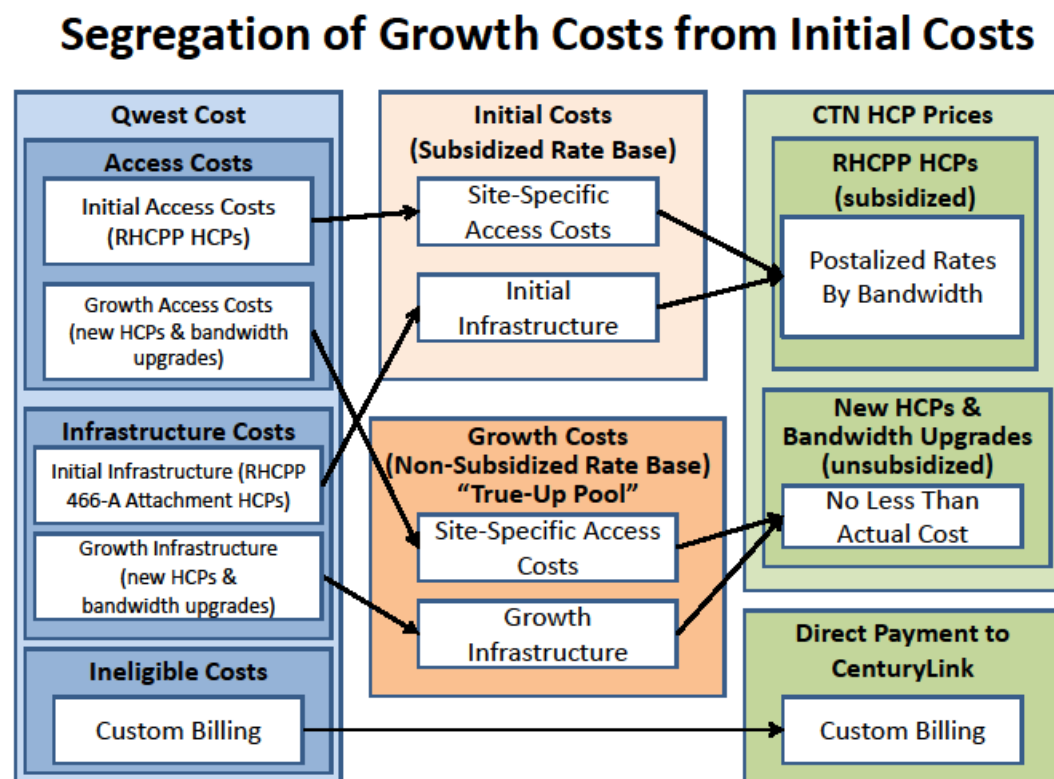 Segregation of Growth Costs from Initial Costs
Qwest Cost
Access Costs
Initial Access Costs
(RHCPP HCPs)
Growth Access Costs
(new HCPs & bandwidth
upgrades)
Infrastructure Costs
Initial Infrastructure (RHCPP
466-A Attachment HCPs)
Growth Infrastructure
(new HCPs &
bandwidth upgrades)
Ineligible Costs
Custom Billing
Initial Costs
(Subsidized Rate Base)
Site-Specific
Access Costs
Initial
Infrastructure
Growth Costs
(Non-Subsidized Rate Base)
“True-Up Pool”
Site-Specific Access
Costs
Growth
Infrastructure
CTN HCP Prices
RHCPP HCPs
(subsidized)
Postalized Rates
By Bandwidth
New HCPs &
Bandwidth Upgrades
(unsubsidized)
No Less Than
Actual Cost
Direct Payment to
CenturyLink
Custom Billing